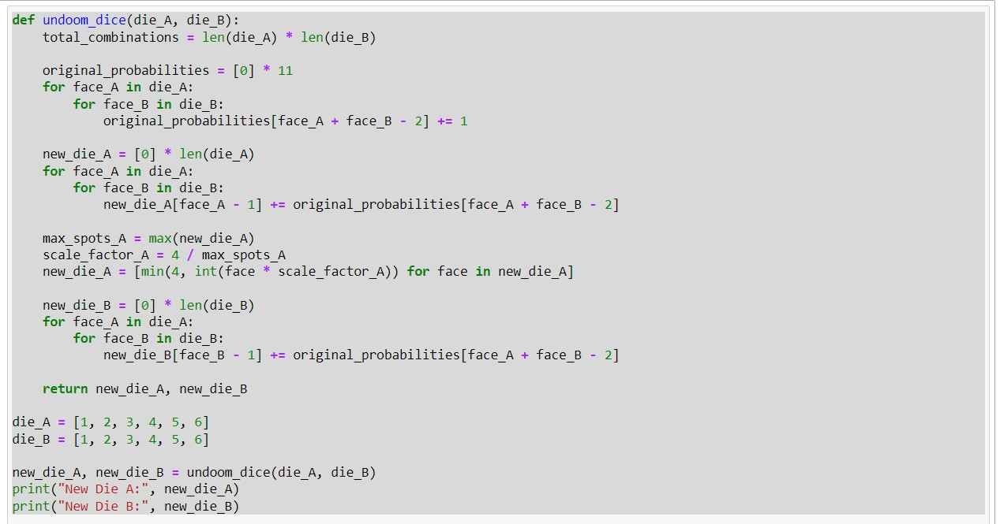 def undoom_dice(die_A, die_B):
    total_combinations = len(die_A) * len(die_B)

    original_probabilities = [0] * 11
    for face_A in die_A:
        for face_B in die_B:
            original_probabilities[face_A + face_B - 2] += 1

    new_die_A = [0] * len(die_A)
    for face_A in die_A:
        for face_B in die_B:
            new_die_A[face_A - 1] += original_probabilities[face_A + face_B - 2]

    max_spots_A = max(new_die_A)
    scale_factor_A = 4 / max_spots_A
    new_die_A = [min(4, int(face * scale_factor_A)) for face in new_die_A]

    new_die_B = [0] * len(die_B)
    for face_A in die_A:
        for face_B in die_B:
            new_die_B[face_B - 1] += original_probabilities[face_A + face_B - 2]

    return new_die_A, new_die_B

die_A = [1, 2, 3, 4, 5, 6]
die_B = [1, 2, 3, 4, 5, 6]

new_die_A, new_die_B = undoom_dice(die_A, die_B)
print("New Die A:", new_die_A)
print("New Die B:", new_die_B)